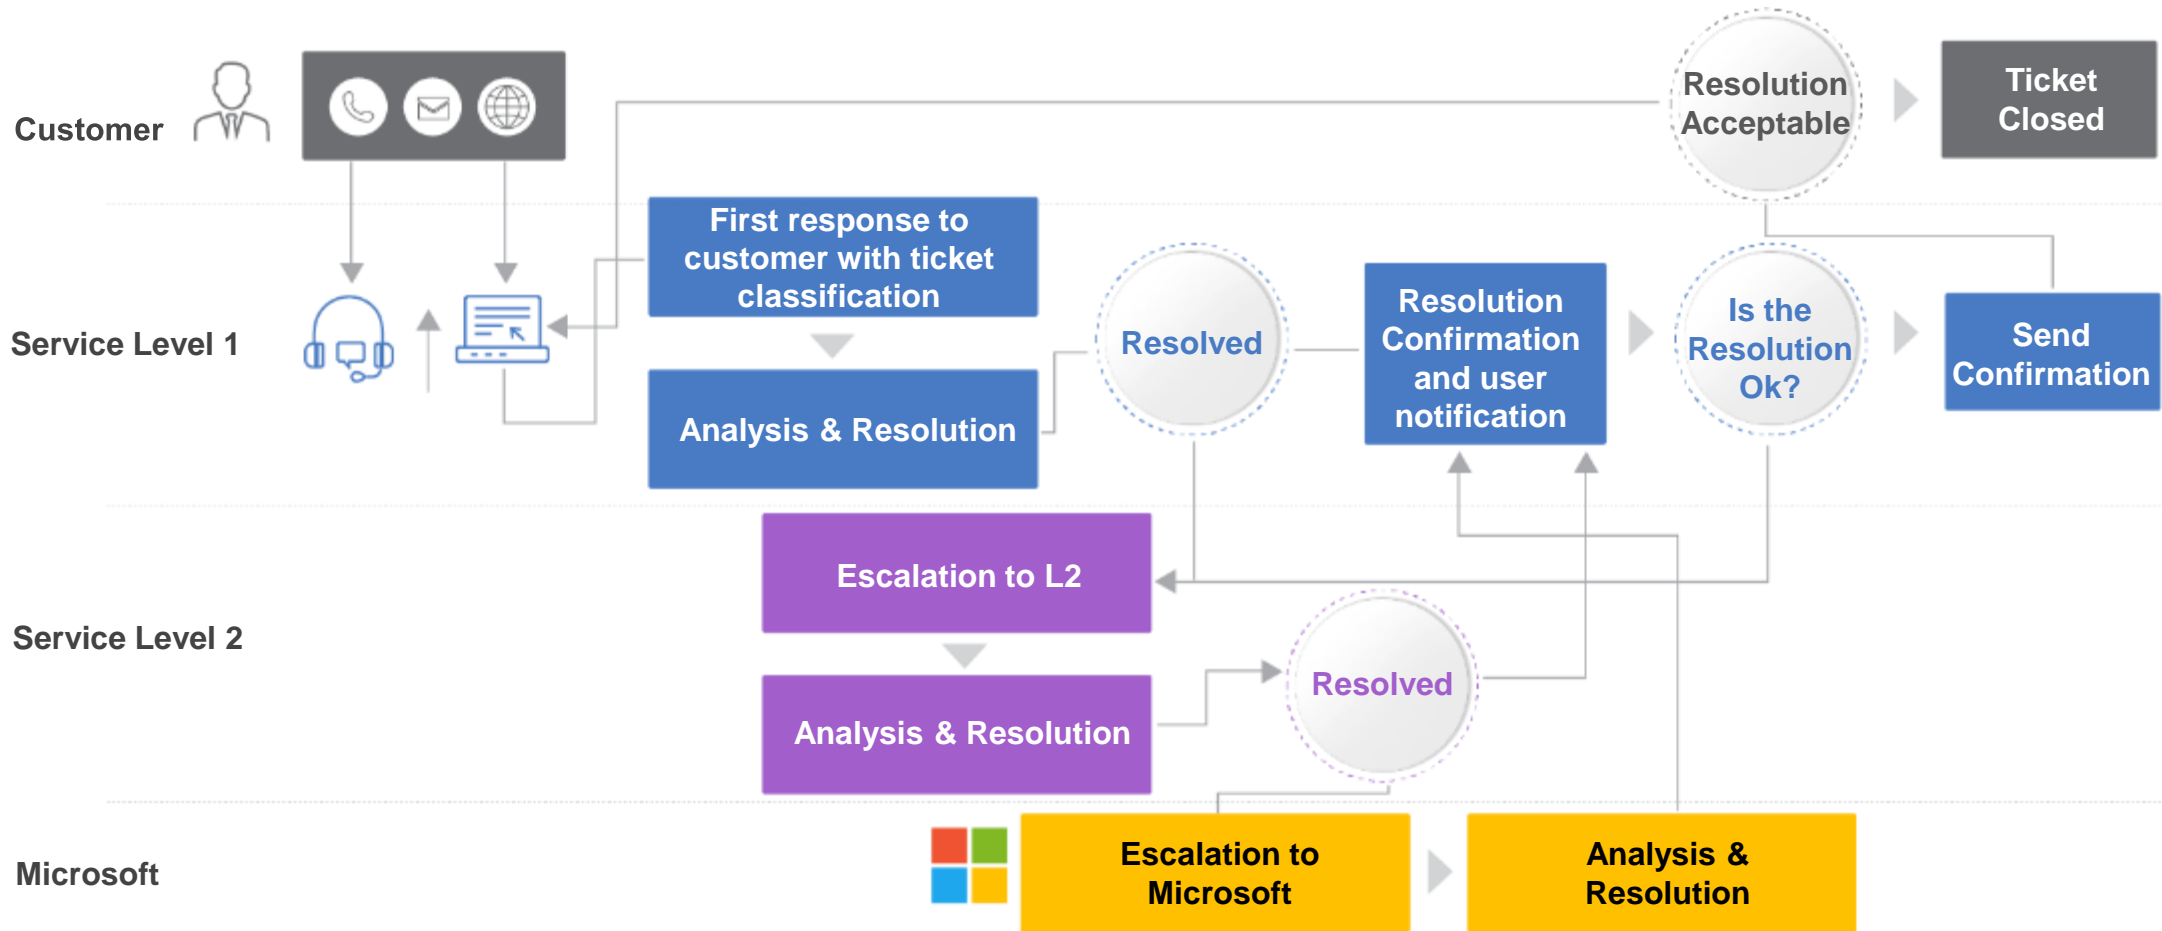 Customer
Resolution
Acceptable
Ticket
Closed
Service Level 1
First response to
customer with ticket
classification
Analysis & Resolution
Resolved
Resolution
Confirmation
and user
notification
Is the
Resolution
Ok?
Send
Confirmation
Service Level 2
Escalation to L2
Analysis & Resolution
Resolved
Microsoft
Escalation to
Microsoft
Analysis &
Resolution